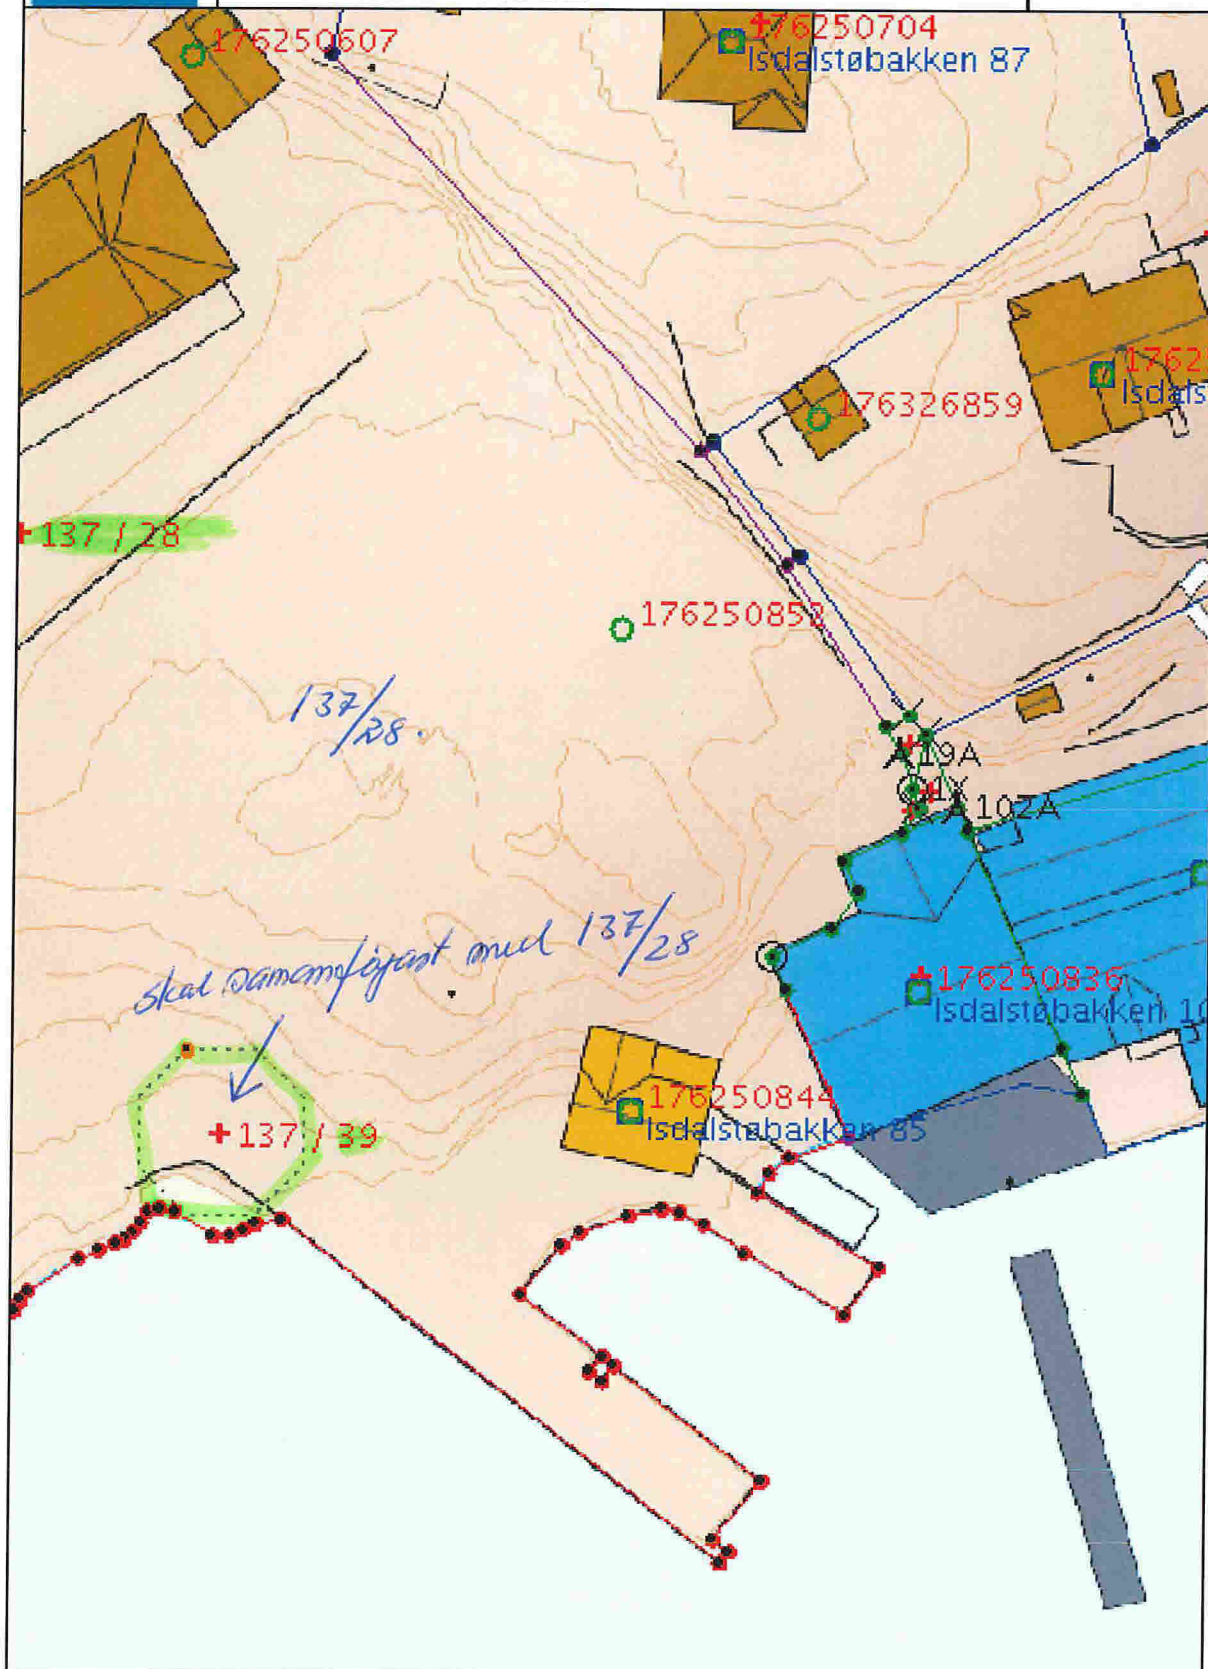 176250607
176250704
Isdalstøbakken 87
1762
Isdals
176326859
137 / 28
176250852
137/28.
A 19A
1X
A 102A
skal samanføyast med 137/28
176250836
Isdalstøbakken 10
176250844
Isdalstøbakken 85
137 / 39